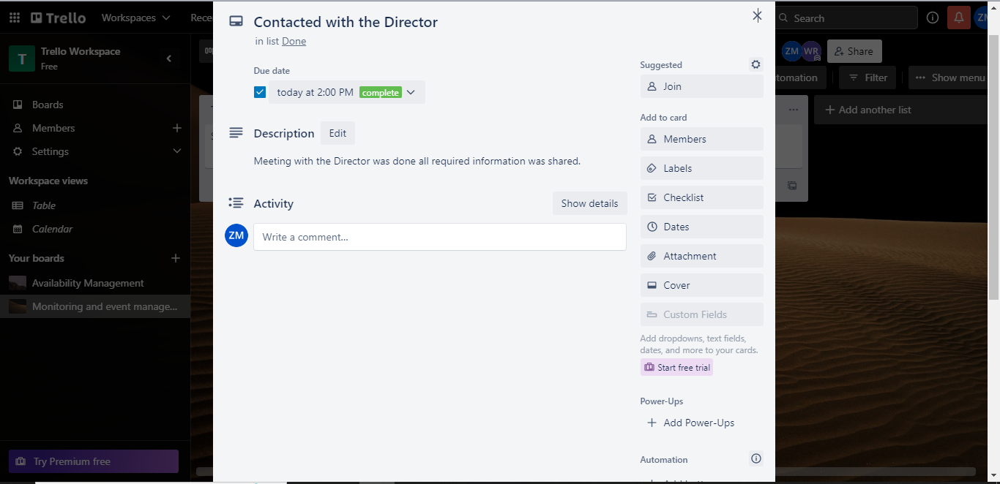 Trello
Workspaces
Rece
Search
ZM
T
Trello Workspace
Free
Boards
Members
Settings
Workspace views
Table
Calendar
Your boards
Availability Management
Monitoring and event manage...
Try Premium free
Contacted with the Director
in list Done
Due date
today at 2:00 PM complete
Description Edit
Meeting with the Director was done all required information was shared.
Activity
Show details
ZM
Write a comment...
Suggested
Join
Add to card
Members
Labels
Checklist
Dates
Attachment
Cover
Custom Fields
Add dropdowns, text fields,
dates, and more to your cards.
Start free trial
Power-Ups
Add Power-Ups
Automation
ZM WR Share
tomation
Filter
Show menu
Add another list